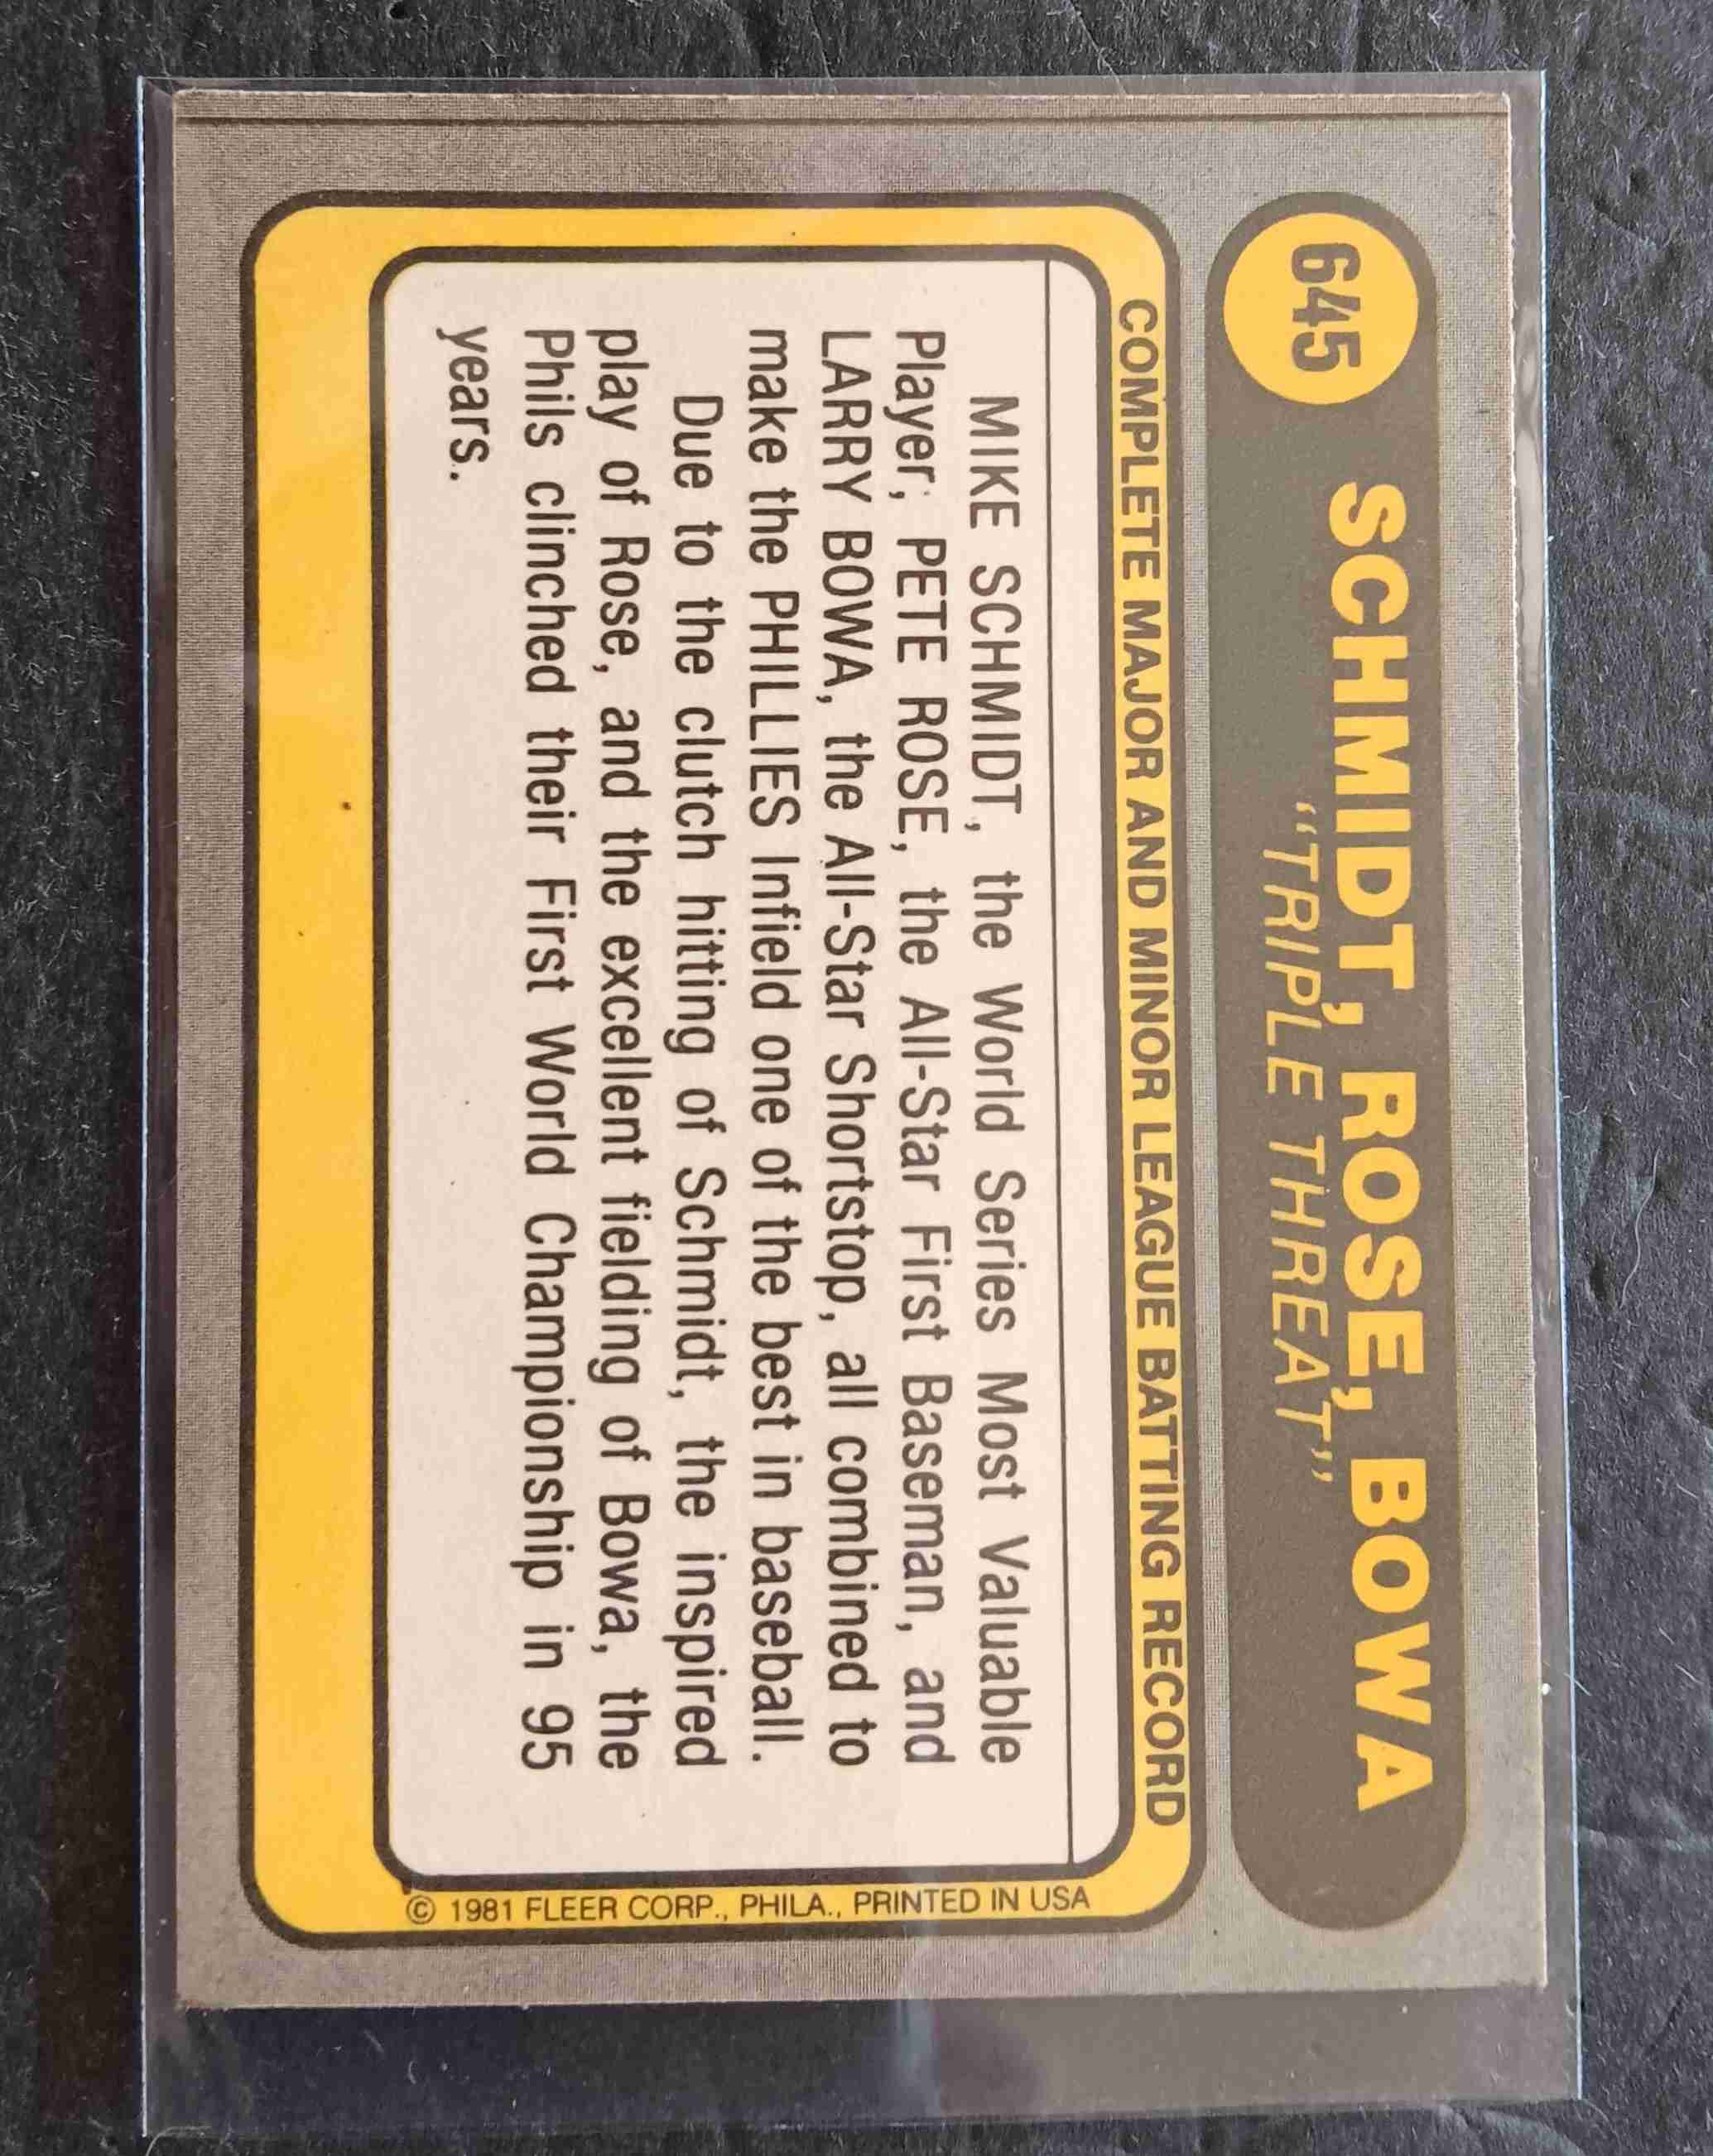 645 SCHMIDT, ROSE, BOWA
“TRIPLE THREAT”
COMPLETE MAJOR AND MINOR LEAGUE BATTING RECORD
MIKE SCHMIDT, the World Series Most Valuable
Player; PETE ROSE, the All-Star First Baseman, and
LARRY BOWA, the All-Star Shortstop, all combined to
make the PHILLIES Infield one of the best in baseball.
Due to the clutch hitting of Schmidt, the inspired
play of Rose, and the excellent fielding of Bowa, the
Phils clinched their First World Championship in 95
years.
© 1981 FLEER CORP., PHILA., PRINTED IN USA